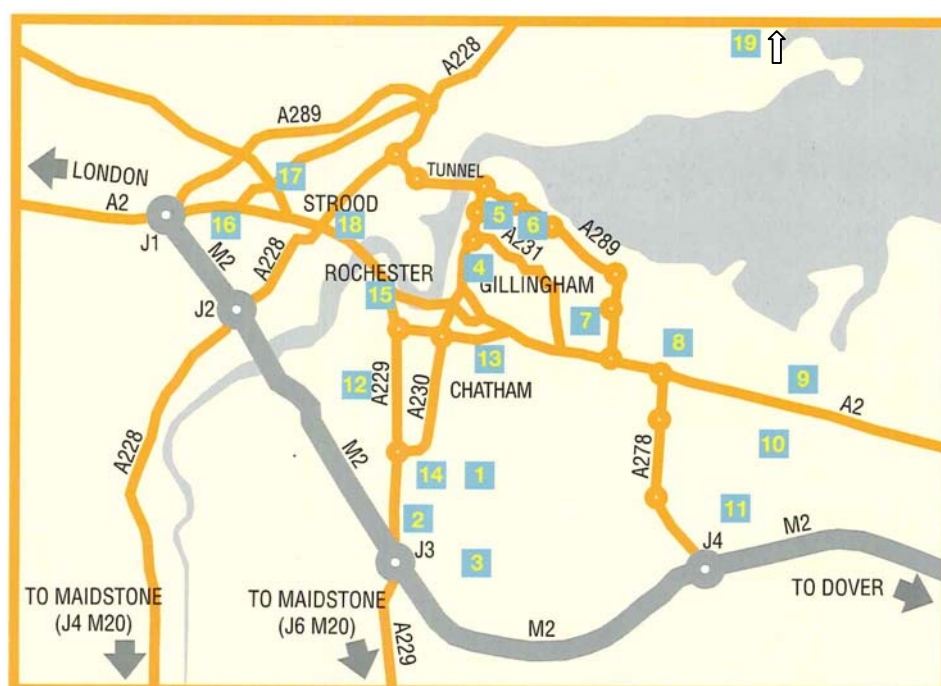 19
A228
A289
TUNNEL
LONDON
17
STROOD
A2
16
18
5
6
J1
A231
A289
M2
A228
ROCHESTER
4
GILLINGHAM
15
J2
7
8
13
12
A229
A230
CHATHAM
9
A2
A228
M2
10
A278
14
1
11
2
M2
J3
3
J4
TO MAIDSTONE
(J4 M20)
TO MAIDSTONE
(J6 M20)
TO DOVER
M2
A229